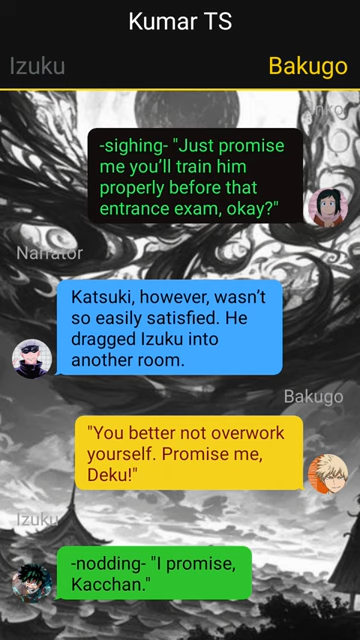 Kumar TS
Izuku
Bakugo
-sighing- "Just promise
me you’ll train him
properly before that
entrance exam, okay?"
Narrator
Katsuki, however, wasn’t
so easily satisfied. He
dragged Izuku into
another room.
Bakugo
"You better not overwork
yourself. Promise me,
Deku!"
Izuku
-nodding- "I promise,
Kacchan."